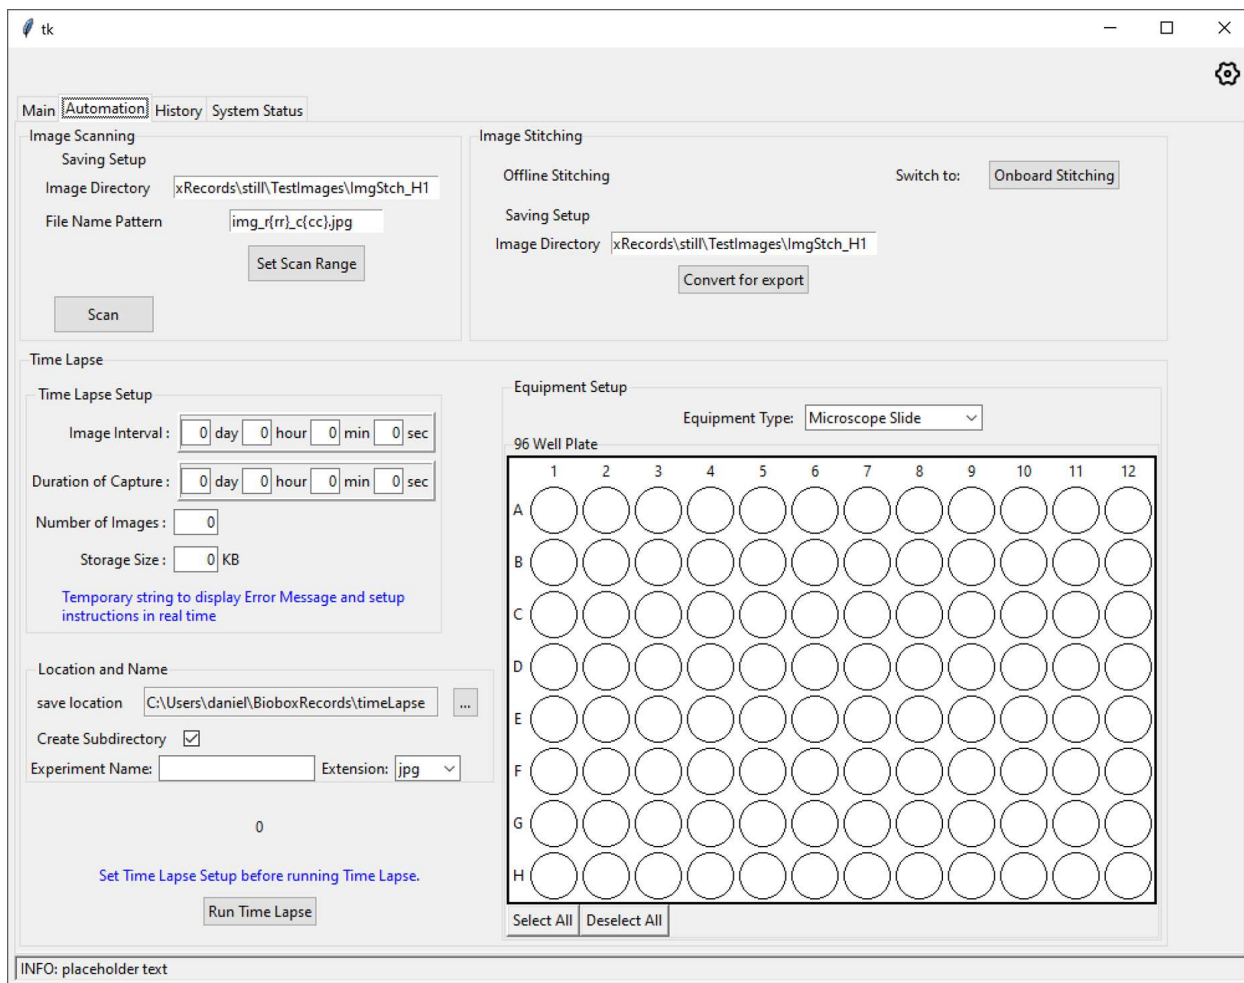 tk
Main Automation History System Status
Image Scanning
Saving Setup
Image Directory xRecords\still\TestImages\ImgStch_H1
File Name Pattern img_r{rr}_c{cc}.jpg
Set Scan Range
Scan
Image Stitching
Offline Stitching Switch to: Onboard Stitching
Saving Setup
Image Directory xRecords\still\TestImages\ImgStch_H1
Convert for export
Time Lapse
Time Lapse Setup
Image Interval : 0 day 0 hour 0 min 0 sec
Duration of Capture : 0 day 0 hour 0 min 0 sec
Number of Images : 0
Storage Size : 0 KB
Temporary string to display Error Message and setup
instructions in real time
Location and Name
save location C:\Users\daniel\BioboxRecords\timeLapse ...
Create Subdirectory
Experiment Name: Extension: jpg
0
Set Time Lapse Setup before running Time Lapse.
Run Time Lapse
Equipment Setup
Equipment Type: Microscope Slide
96 Well Plate
1 2 3 4 5 6 7 8 9 10 11 12
A
B
C
D
E
F
G
H
Select All Deselect All
INFO: placeholder text